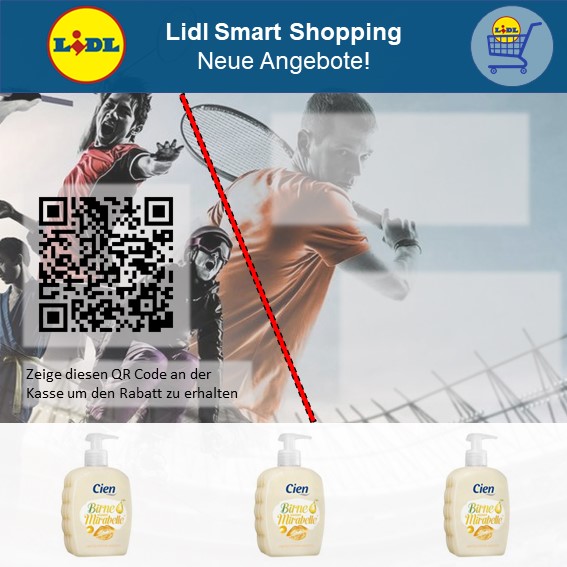 LiDL
Lidl Smart Shopping
Neue Angebote!
LiDL
Zeige diesen QR Code an der
Kasse um den Rabatt zu erhalten
Cien
Birne
Mirabelle
Cien
Birne
Mirabelle
Cien
Birne
Mirabelle